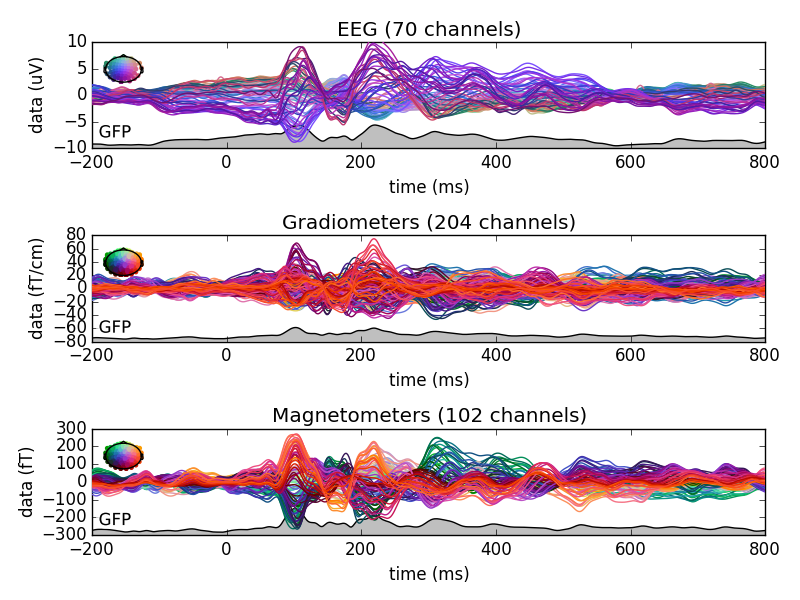 EEG (70 channels)
data (uV)
10
5
0
−5
−10
GFP
−200 0 200 400 600 800
time (ms)
Gradiometers (204 channels)
data (fT/cm)
80
60
40
20
0
−20
−40
−60
−80
GFP
−200 0 200 400 600 800
time (ms)
Magnetometers (102 channels)
data (fT)
300
200
100
0
−100
−200
−300
GFP
−200 0 200 400 600 800
time (ms)